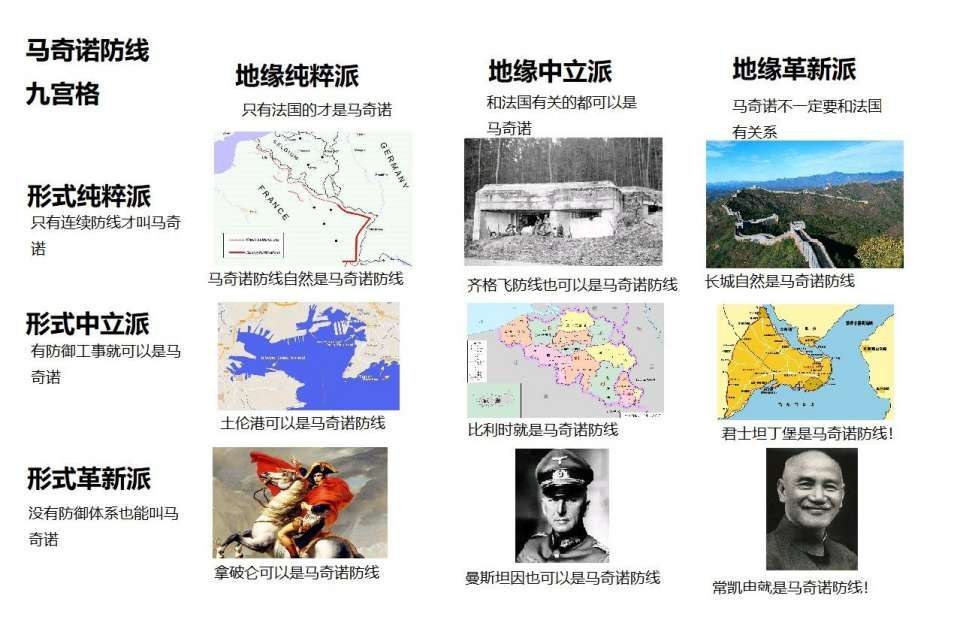 马奇诺防线
九宫格
地缘纯粹派
只有法国的才是马奇诺
地缘中立派
和法国有关的都可以是
马奇诺
地缘革新派
马奇诺不一定要和法国
有关系
形式纯粹派
只有连续防线才叫马奇
诺
BELGIUM
GERMANY
FRANCE
马奇诺防线自然是马奇诺防线
齐格飞防线也可以是马奇诺防线
长城自然是马奇诺防线
形式中立派
有防御工事就可以是马
奇诺
土伦港可以是马奇诺防线
比利时就是马奇诺防线
君士坦丁堡是马奇诺防线！
形式革新派
没有防御体系也能叫马
奇诺
拿破仑可以是马奇诺防线
曼斯坦因也可以是马奇诺防线
常凯申就是马奇诺防线！